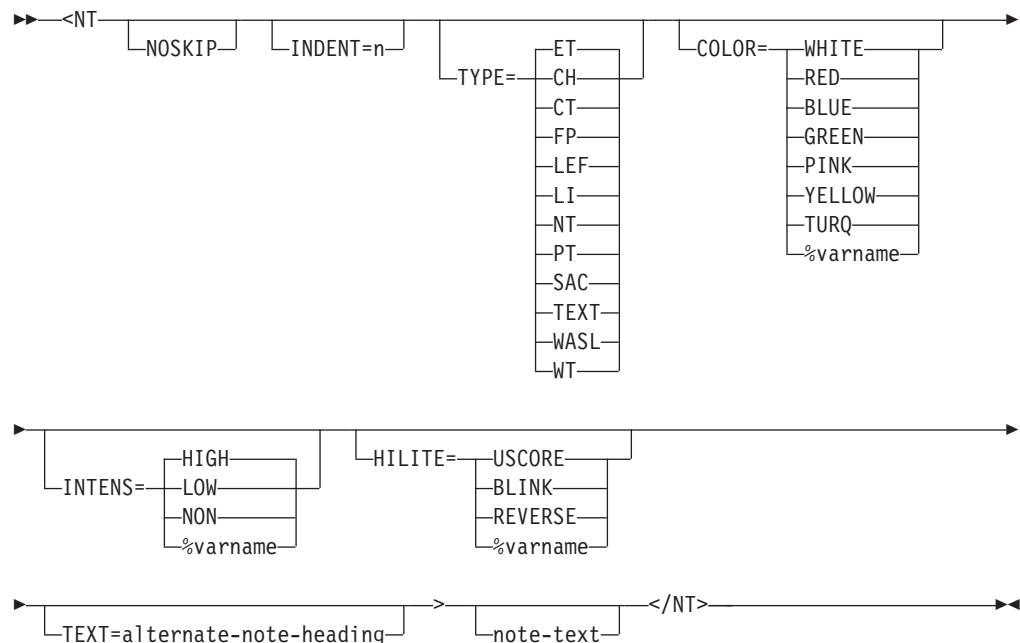 <NT NOSKIP INDENT=n TYPE= ET COLOR= WHITE
CH RED
CT BLUE
FP GREEN
LEF PINK
LI YELLOW
NT TURQ
PT %varname
SAC
TEXT
WASL
WT
INTENS= HIGH HILITE= USCORE
LOW BLINK
NON REVERSE
%varname %varname
TEXT=alternate-note-heading > note-text </NT>